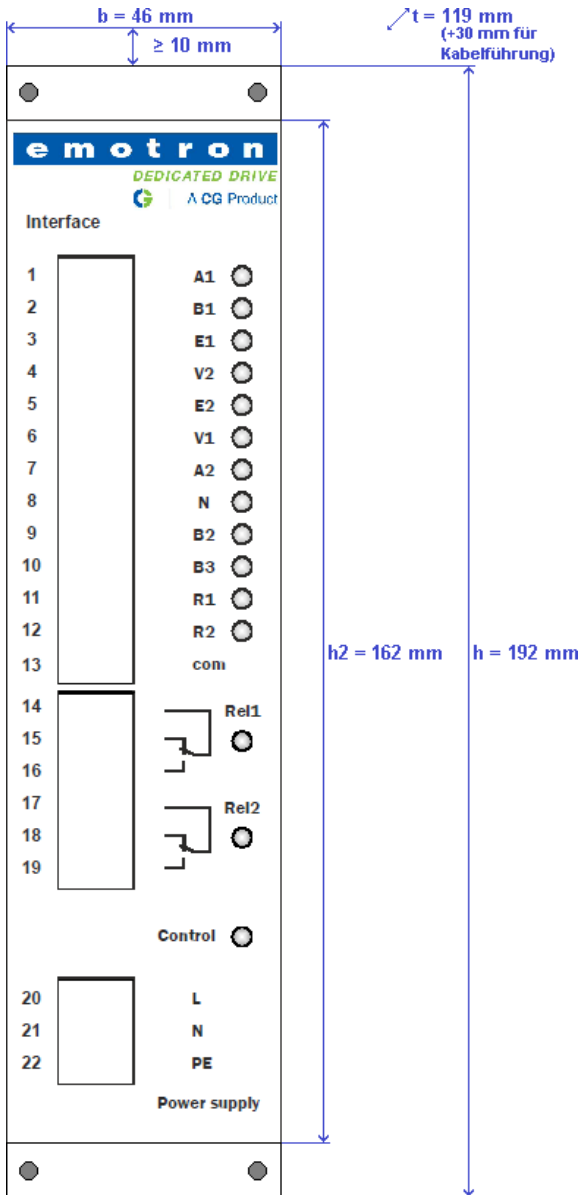 b = 46 mm
t = 119 mm
(+30 mm für
Kabelführung)
≥ 10 mm
emotron
DEDICATED DRIVE
A CG Product
Interface
1 A1
2 B1
3 E1
4 V2
5 E2
6 V1
7 A2
8 N
9 B2
10 B3
11 R1
12 R2
13 com
h2 = 162 mm
h = 192 mm
14 Rel1
15
16
17 Rel2
18
19
Control
20 L
21 N
22 PE
Power supply